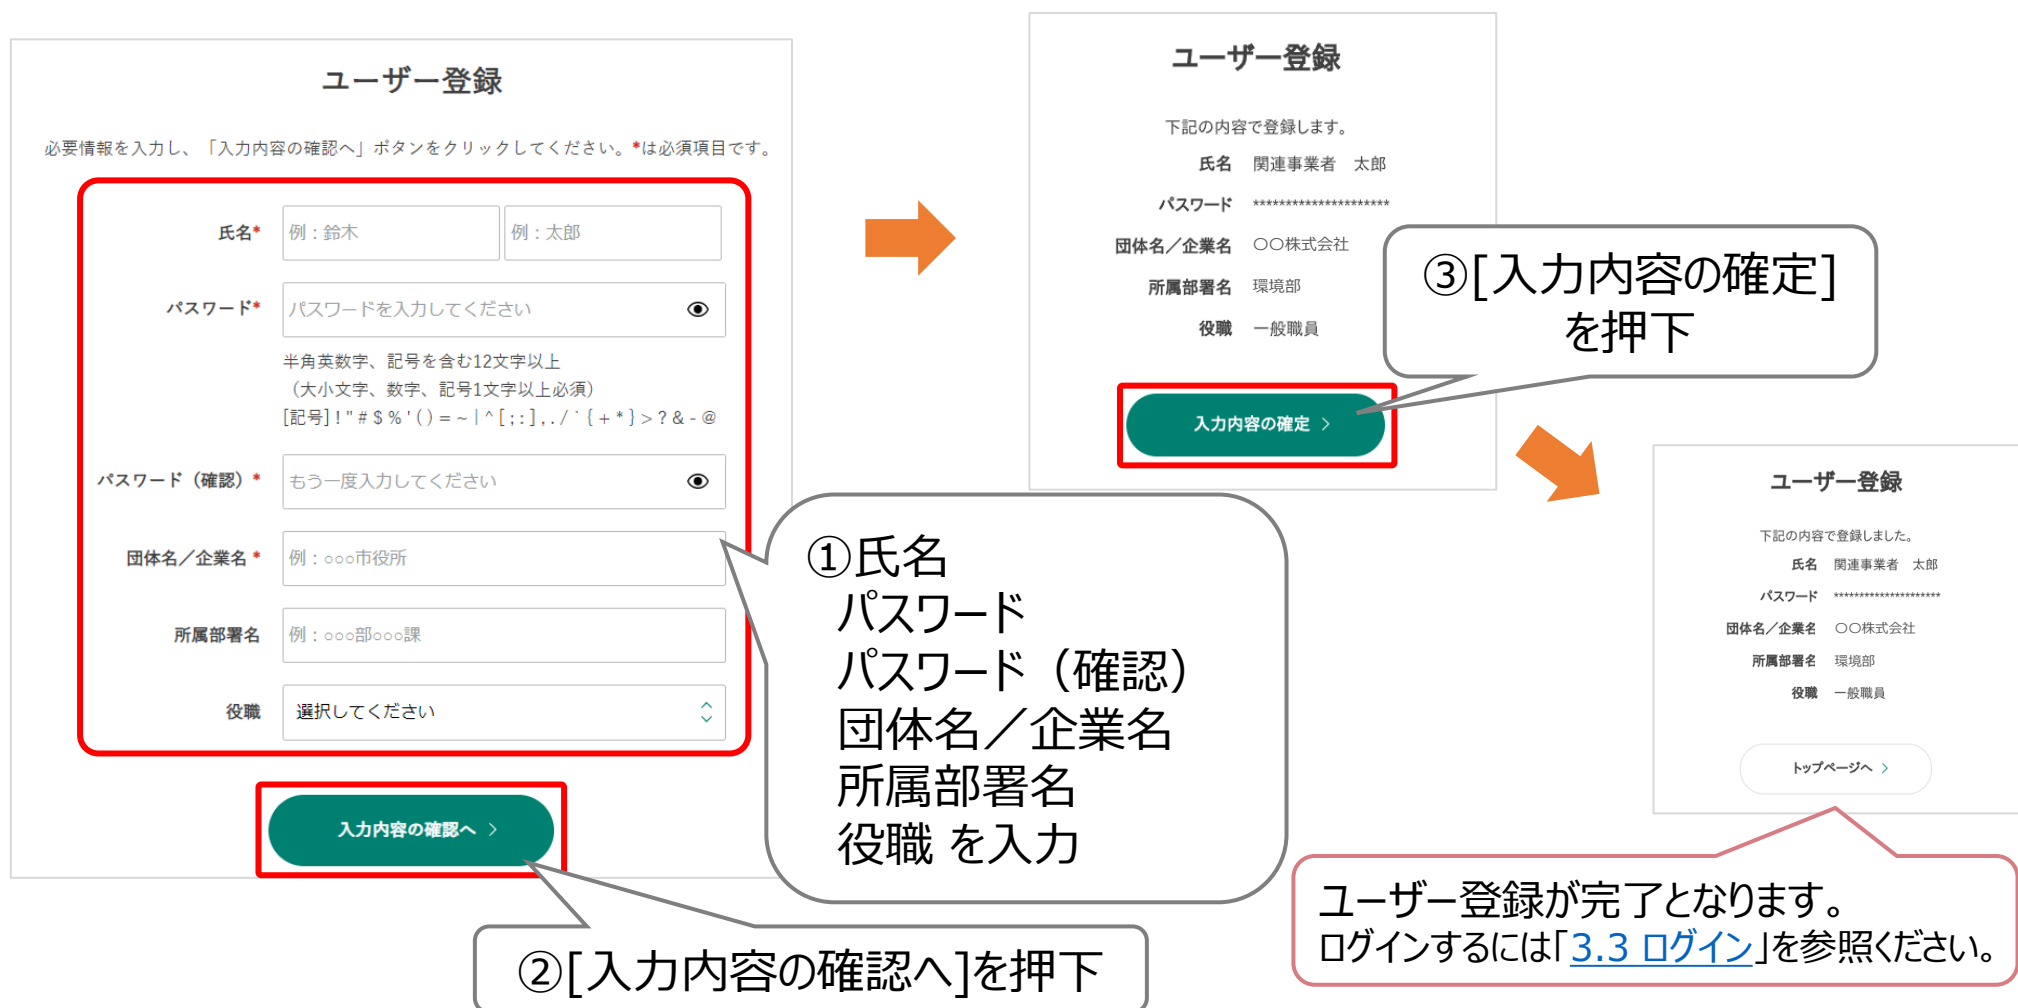 ユーザー登録
必要情報を入力し、「入力内容の確認へ」ボタンをクリックしてください。*は必須項目です。
氏名* 例：鈴木 例：太郎
パスワード* パスワードを入力してください
半角英数字、記号を含む12文字以上
（大小文字、数字、記号1文字以上必須）
[記号] ! " # $ % ' ( ) = ~ | ^ [ ; : ] , . / ` { + * } > ? & - @
パスワード（確認）* もう一度入力してください
団体名／企業名* 例：○○○市役所
所属部署名 例：○○○部○○○課
役職 選択してください
入力内容の確認へ >
①氏名
パスワード
パスワード（確認）
団体名／企業名
所属部署名
役職 を入力
②[入力内容の確認へ]を押下
ユーザー登録
下記の内容で登録します。
氏名 関連事業者　太郎
パスワード *********************
団体名／企業名 〇〇株式会社
所属部署名 環境部
役職 一般職員
入力内容の確定 >
③[入力内容の確定]
を押下
ユーザー登録
下記の内容で登録しました。
氏名 関連事業者　太郎
パスワード *********************
団体名／企業名 〇〇株式会社
所属部署名 環境部
役職 一般職員
トップページへ >
ユーザー登録が完了となります。
ログインするには「3.3 ログイン」を参照ください。